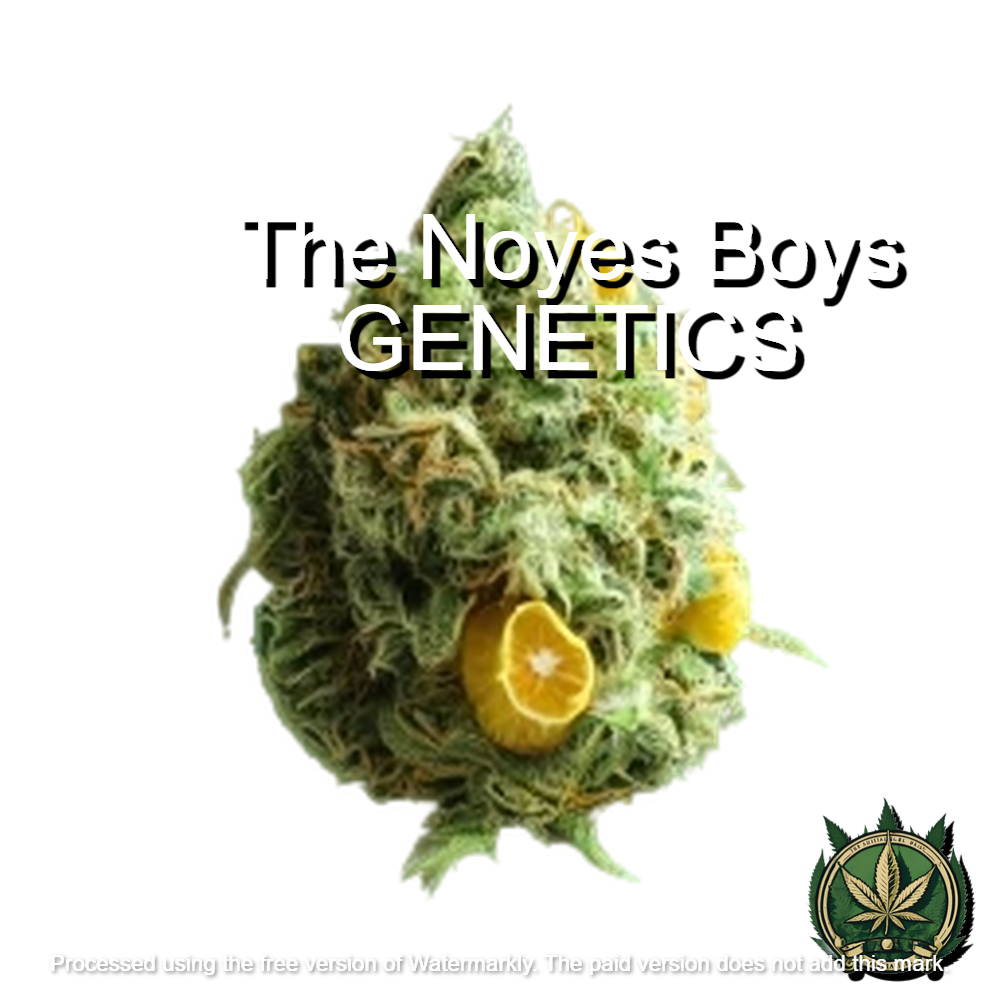 The Noyes Boys
GENETICS
Processed using the free version of Watermarkly. The paid version does not add this mark.